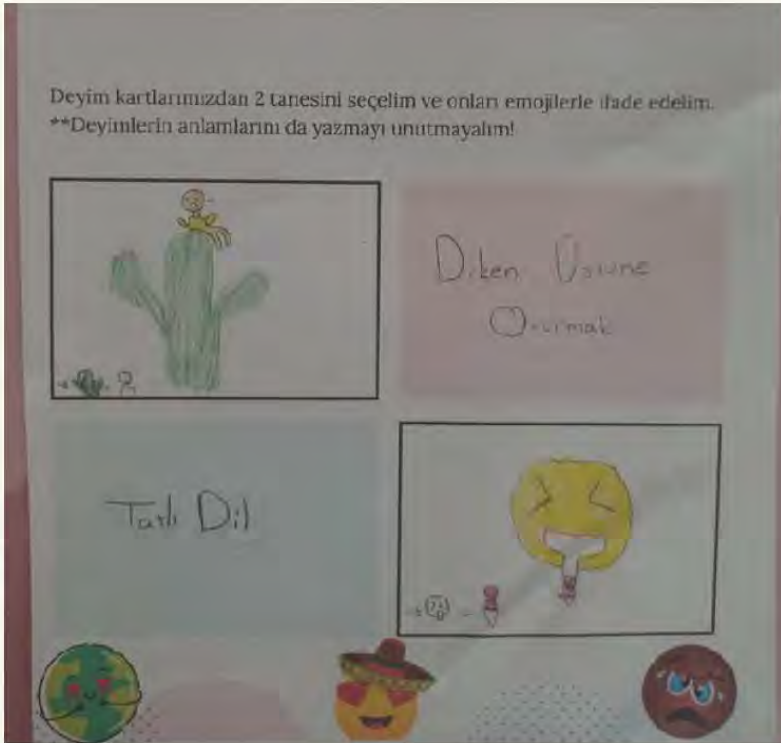 Deyim kartlarımızdan 2 tanesini seçelim ve onları emojilerle ifade edelim.
**Deyimlerin anlamlarını da yazmayı unutmayalım!
Diken Üstüne
Oturmak
Tatlı Dil